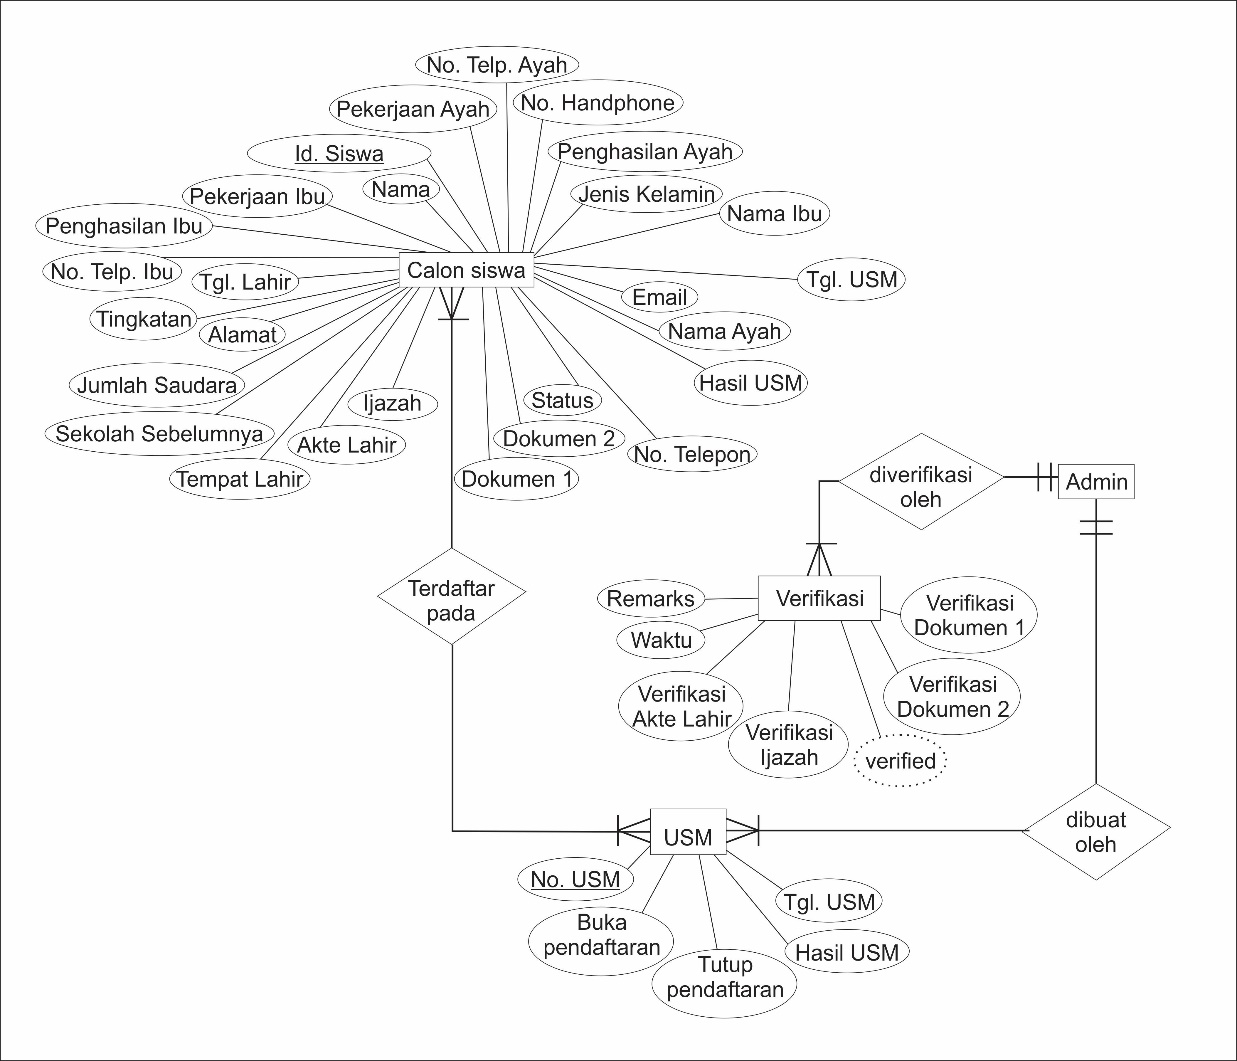 No. Telp. Ayah
Pekerjaan Ayah
No. Handphone
Id. Siswa
Penghasilan Ayah
Pekerjaan Ibu
Nama
Jenis Kelamin
Nama Ibu
Penghasilan Ibu
No. Telp. Ibu
Tgl. Lahir
Calon siswa
Tgl. USM
Email
Tingkatan
Alamat
Nama Ayah
Jumlah Saudara
Ijazah
Status
Hasil USM
Sekolah Sebelumnya
Akte Lahir
Dokumen 2
No. Telepon
Tempat Lahir
Dokumen 1
diverifikasi
oleh
Admin
Terdaftar
pada
Remarks
Verifikasi
Verifikasi
Dokumen 1
Waktu
Verifikasi
Akte Lahir
Verifikasi
Dokumen 2
Verifikasi
Ijazah
verified
dibuat
oleh
USM
No. USM
Tgl. USM
Buka
pendaftaran
Hasil USM
Tutup
pendaftaran